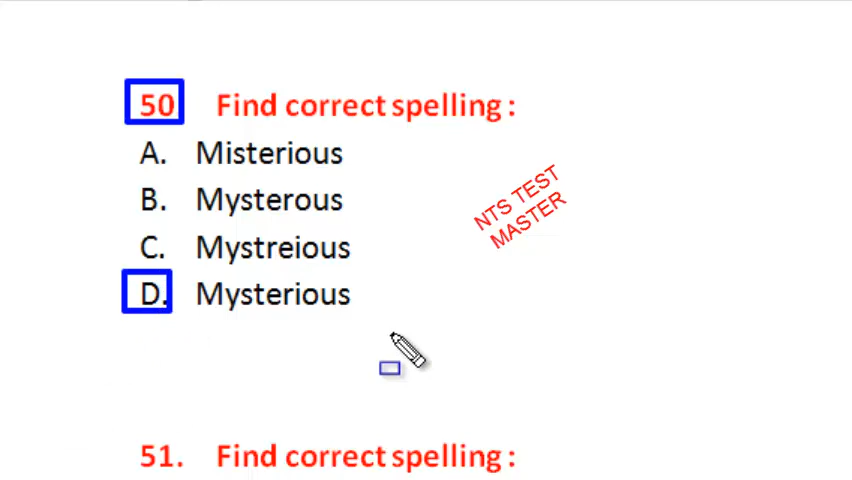 50 Find correct spelling :
A. Misterious
B. Mysterous
C. Mystreious
D. Mysterious
NTS TEST
MASTER
51. Find correct spelling :